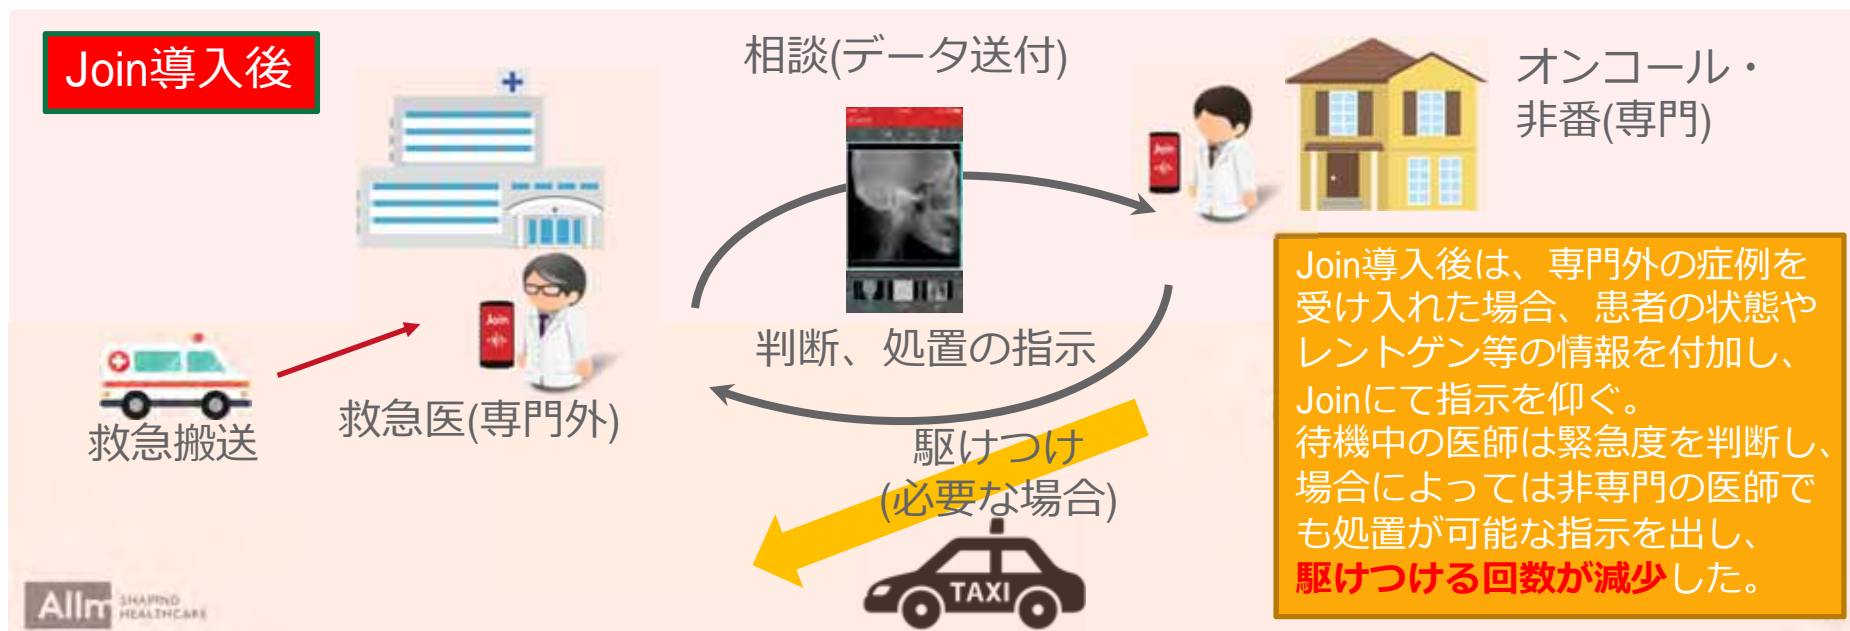 Join導入後
相談(データ送付)
オンコール・
非番(専門)
Join
Join
判断、処置の指示
救急搬送
救急医(専門外)
駆けつけ
(必要な場合)
TAXI
Join導入後は、専門外の症例を
受け入れた場合、患者の状態や
レントゲン等の情報を付加し、
Joinにて指示を仰ぐ。
待機中の医師は緊急度を判断し、
場合によっては非専門の医師で
も処置が可能な指示を出し、
駆けつける回数が減少した。
Allm
SHAPING
HEALTHCARE